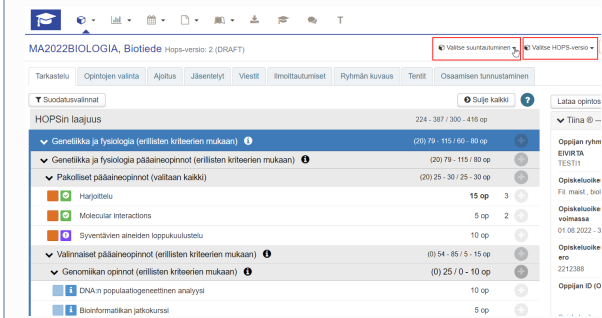 T
MA2022BIOLOGIA, Biotiede Hops-versio: 2 (DRAFT)
Valitse suuntautuminen
Valitse HOPS-versio
Tarkastelu Opintojen valinta Ajoitus Jäsentelyt Viestit Ilmoittautumiset Ryhmän kuvaus Tentit Osaamisen tunnustaminen
Suodatusvalinnat
Sulje kaikki
Lataa opintos
HOPSin laajuus 224 - 387 / 300 - 416 op
Tiina ® —
Genetiikka ja fysiologia (erillisten kriteerien mukaan) (20) 79 - 115 / 60 - 80 op
Oppijan ryhm
EIVIRTA
Genetiikka ja fysiologia pääaineopinnot (erillisten kriteerien mukaan) (20) 79 - 115 / 60 op
TESTI1
Pakolliset pääaineopinnot (valitaan kaikki) (20) 25 - 30 / 25 - 30 op
Opiskeluoike
Fil. maist., biol
Harjoittelu 15 op 3
Opiskeluoike
voimassa
Molecular interactions 5 op 2
01.08.2022 - 3
Syventävien aineiden loppukuulustelu 10 op
Opiskeluoike
ero
Valinnaiset pääaineopinnot (erillisten kriteerien mukaan) (0) 54 - 85 / 5 - 15 op
2212388
Genomiikan opinnot (erillisten kriteerien mukaan) (0) 25 / 0 - 10 op
Oppijan ID (O
DNA:n populaatiogeneettinen analyysi 10 op
Bioinformatiikan jatkokurssi 5 op